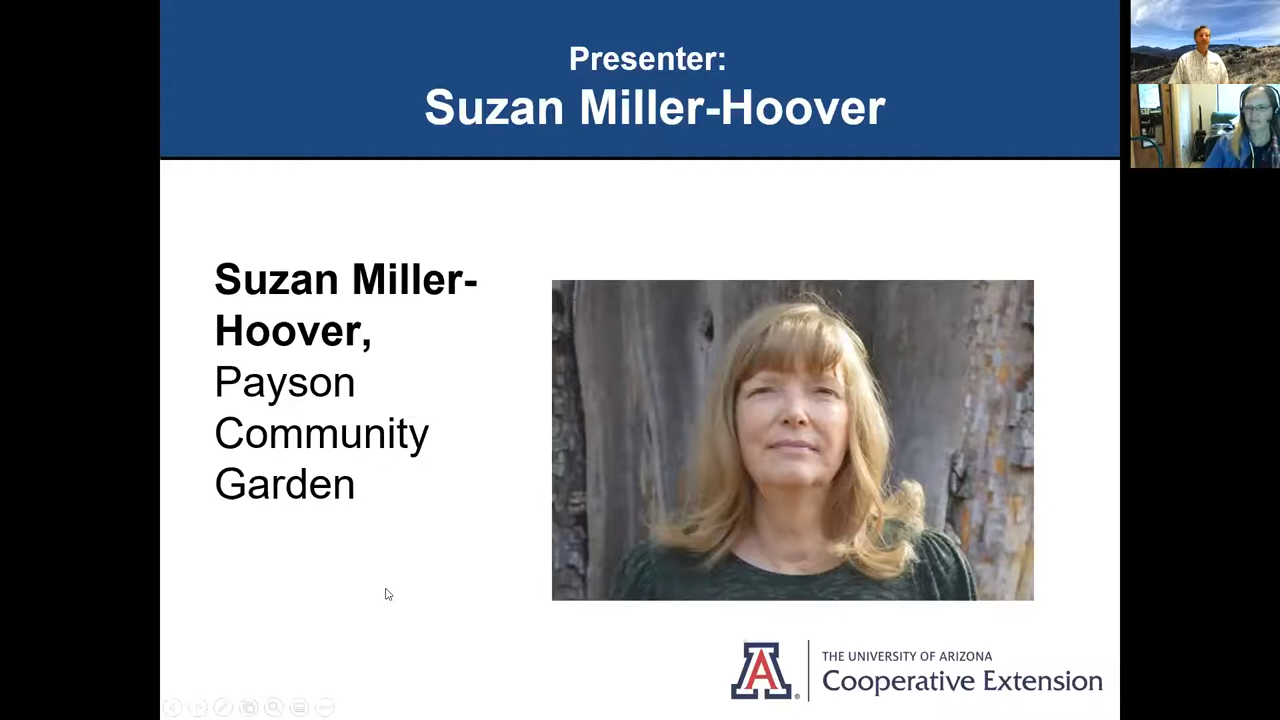 Presenter:
Suzan Miller-Hoover
Suzan Miller-
Hoover,
Payson
Community
Garden
A
THE UNIVERSITY OF ARIZONA
Cooperative Extension